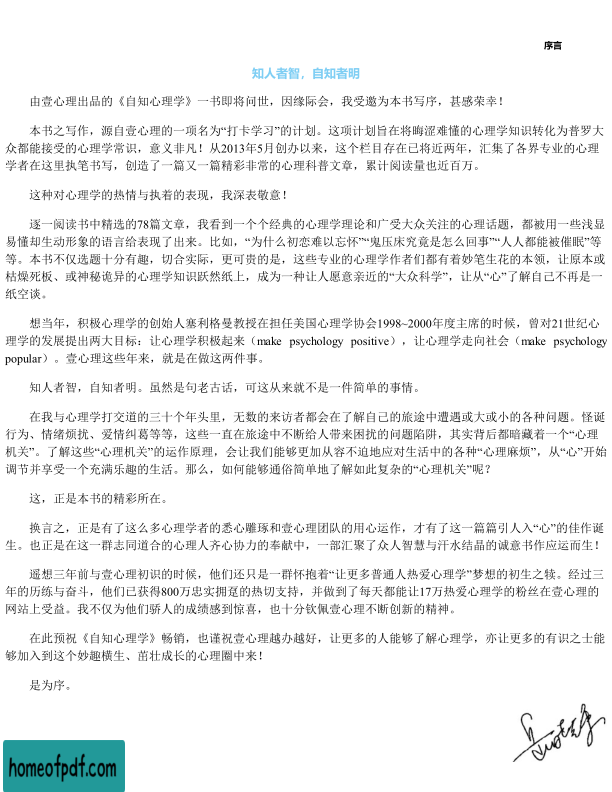 序言
知人者智，自知者明
由壹心理出品的《自知心理学》一书即将问世，因缘际会，我受邀为本书写序，甚感荣幸！
本书之写作，源自壹心理的一项名为“打卡学习”的计划。这项计划旨在将晦涩难懂的心理学知识转化为普罗大
众都能接受的心理学常识，意义非凡！从2013年5月创办以来，这个栏目存在已将近两年，汇集了各界专业的心理
学者在这里执笔书写，创造了一篇又一篇精彩非常的心理科普文章，累计阅读量也近百万。
这种对心理学的热情与执着的表现，我深表敬意！
逐一阅读书中精选的78篇文章，我看到一个个经典的心理学理论和广受大众关注的心理话题，都被用一些浅显
易懂却生动形象的语言给表现了出来。比如，“为什么初恋难以忘怀”“鬼压床究竟是怎么回事”“人人都能被催眠”等
等。本书不仅选题十分有趣，切合实际，更可贵的是，这些专业的心理学作者们都有着妙笔生花的本领，让原本或
枯燥死板、或神秘诡异的心理学知识跃然纸上，成为一种让人愿意亲近的“大众科学”，让从“心”了解自己不再是一
纸空谈。
想当年，积极心理学的创始人塞利格曼教授在担任美国心理学协会1998~2000年度主席的时候，曾对21世纪心
理学的发展提出两大目标：让心理学积极起来（make psychology positive），让心理学走向社会（make psychology
popular）。壹心理这些年来，就是在做这两件事。
知人者智，自知者明。虽然是句老古话，可这从来就不是一件简单的事情。
在我与心理学打交道的三十个年头里，无数的来访者都会在了解自己的旅途中遭遇或大或小的各种问题。怪诞
行为、情绪烦扰、爱情纠葛等等，这些一直在旅途中不断给人带来困扰的问题陷阱，其实背后都暗藏着一个“心理
机关”。了解这些“心理机关”的运作原理，会让我们能够更加从容不迫地应对生活中的各种“心理麻烦”，从“心”开始
调节并享受一个充满乐趣的生活。那么，如何能够通俗简单地了解如此复杂的“心理机关”呢？
这，正是本书的精彩所在。
换言之，正是有了这么多心理学者的悉心雕琢和壹心理团队的用心运作，才有了这一篇篇引人入“心”的佳作诞
生。也正是在这一群志同道合的心理人齐心协力的奉献中，一部汇聚了众人智慧与汗水结晶的诚意书作应运而生！
遥想三年前与壹心理初识的时候，他们还只是一群怀抱着“让更多普通人热爱心理学”梦想的初生之犊。经过三
年的历练与奋斗，他们已获得800万忠实拥趸的热切支持，并做到了每天都能让17万热爱心理学的粉丝在壹心理的
网站上受益。我不仅为他们骄人的成绩感到惊喜，也十分钦佩壹心理不断创新的精神。
在此预祝《自知心理学》畅销，也谨祝壹心理越办越好，让更多的人能够了解心理学，亦让更多的有识之士能
够加入到这个妙趣横生、茁壮成长的心理圈中来！
是为序。
homeofpdf.com